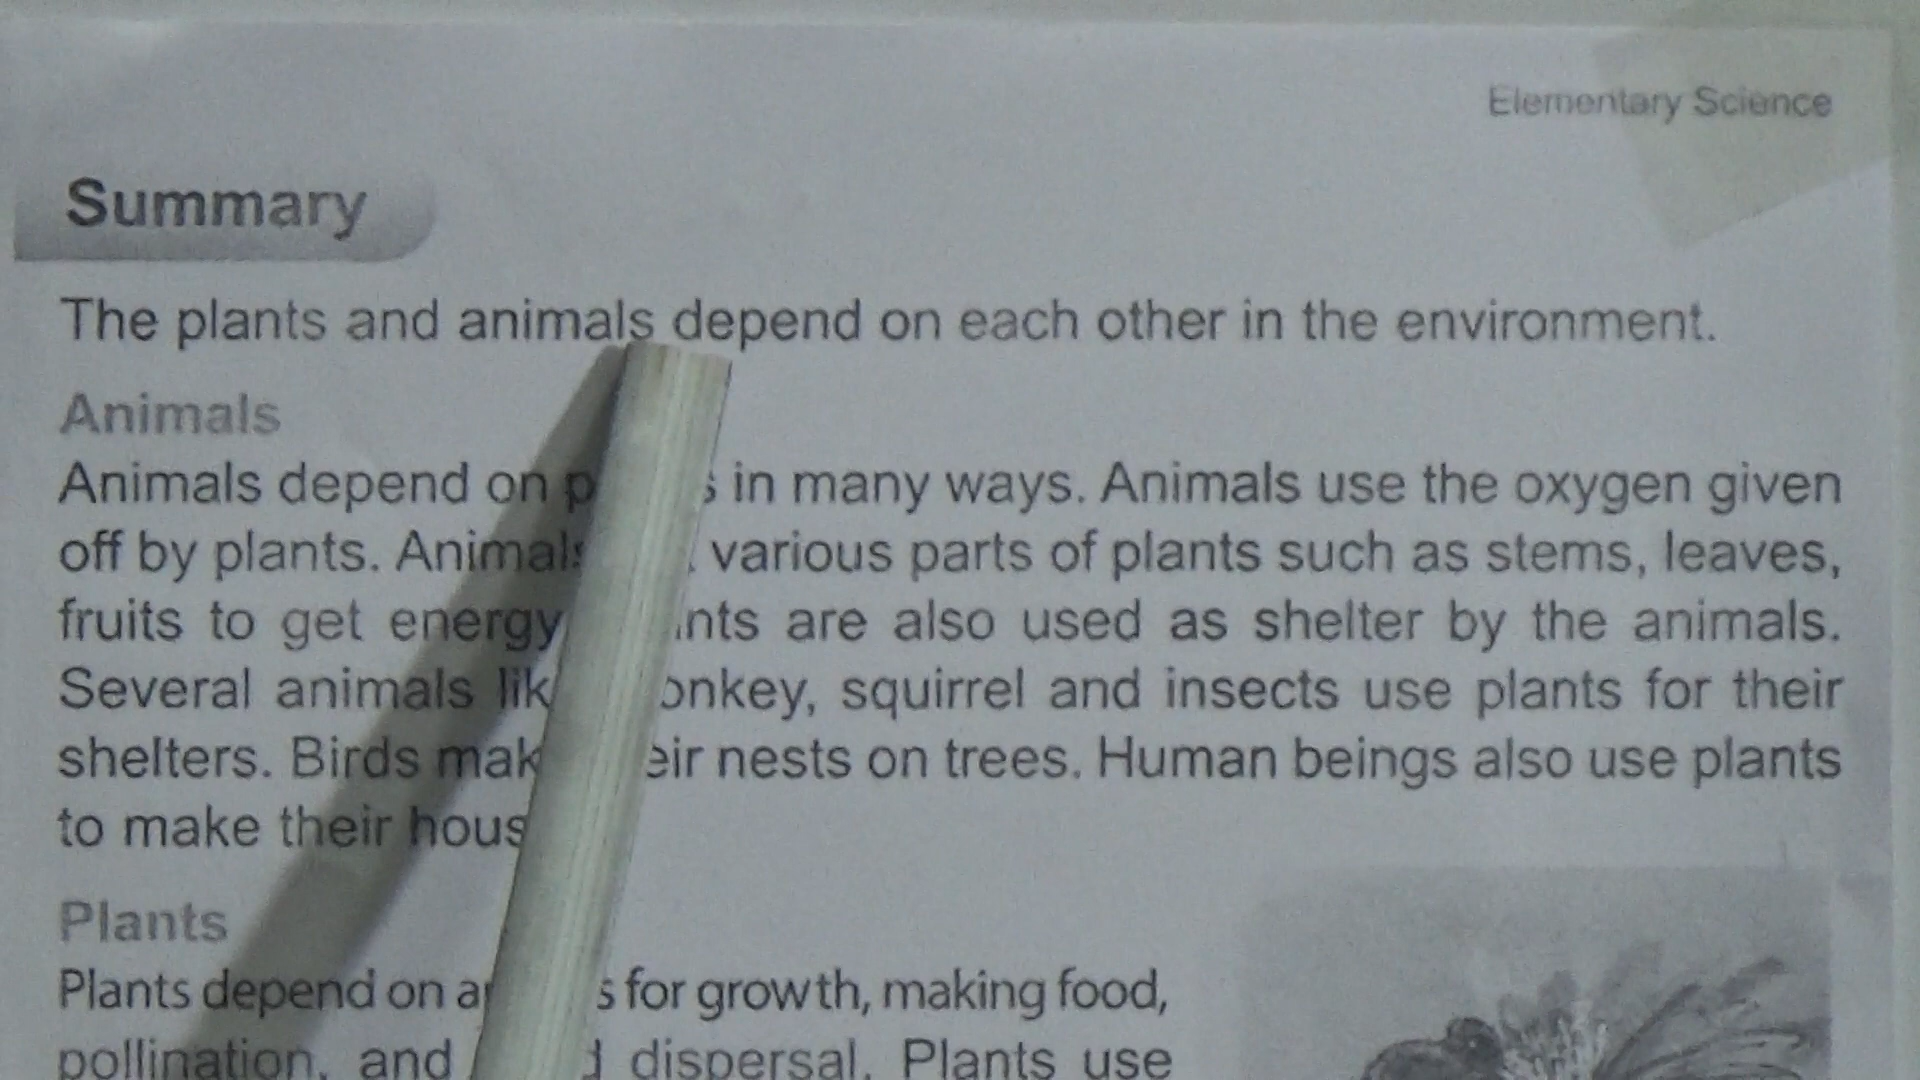 Elementary Science
Summary
The plants and animals depend on each other in the environment.
Animals
Animals depend on in many ways. Animals use the oxygen given
off by plants. Animals various parts of plants such as stems, leaves,
fruits to get energy are also used as shelter by the animals.
Several animals squirrel and insects use plants for their
shelters. Birds nests on trees. Human beings also use plants
to make their
Plants
Plants depend on for growth, making food,
pollination, and dispersal. Plants use